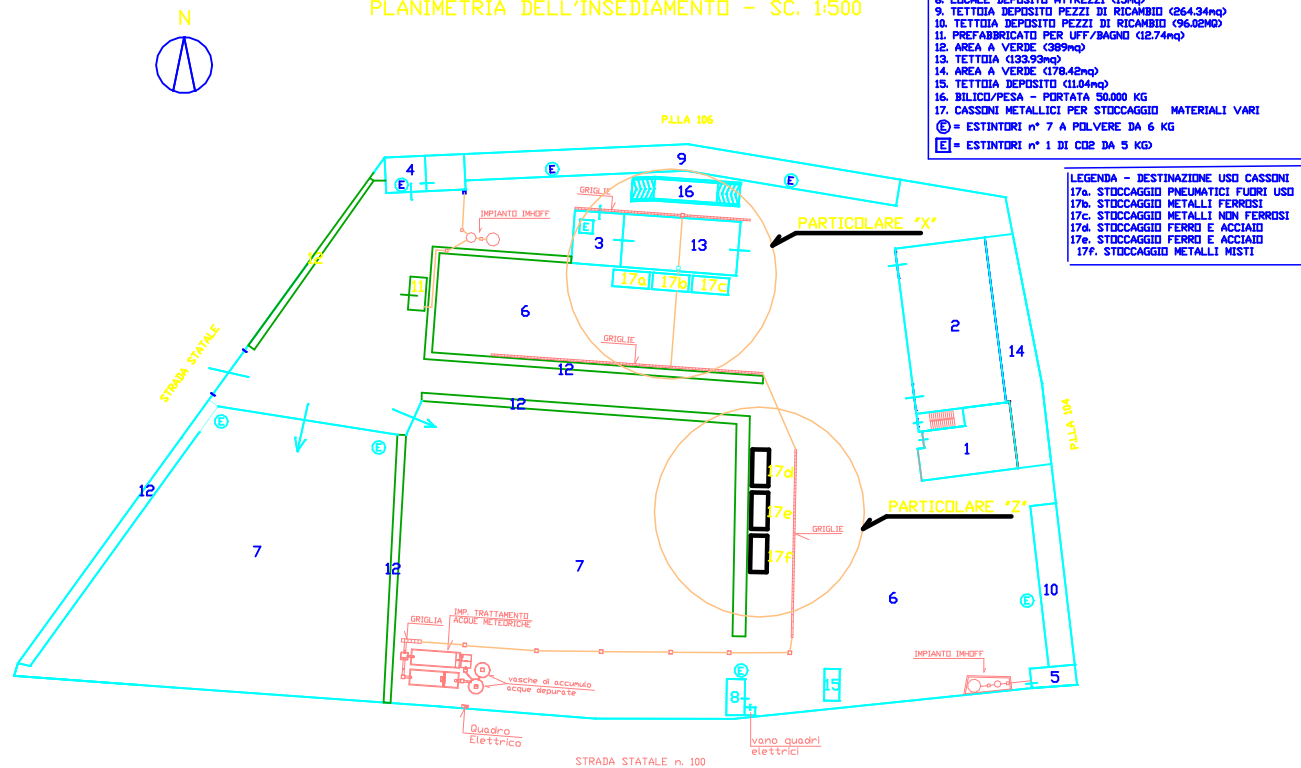 PLANIMETRIA DELL'INSEDIAMENTO - SC. 1:500
N
8. LOCALE DEPOSITO ATTREZZI (15mq)
9. TETTOIA DEPOSITO PEZZI DI RICAMBIO (264.34mq)
10. TETTOIA DEPOSITO PEZZI DI RICAMBIO (96.02MQ)
11. PREFABBRICATO PER UFF/BAGNO (12.74mq)
12. AREA A VERDE (389mq)
13. TETTOIA (133.93mq)
14. AREA A VERDE (178.42mq)
15. TETTOIA DEPOSITO (11.04mq)
16. BILICO/PESA - PORTATA 50.000 KG
17. CASSONI METALLICI PER STOCCAGGIO MATERIALI VARI
E = ESTINTORI n° 7 A POLVERE DA 6 KG
E = ESTINTORI n° 1 DI CO2 DA 5 KG)
LEGENDA - DESTINAZIONE USO CASSONI
17a. STOCCAGGIO PNEUMATICI FUORI USO
17b. STOCCAGGIO METALLI FERROSI
17c. STOCCAGGIO METALLI NON FERROSI
17d. STOCCAGGIO FERRO E ACCIAIO
17e. STOCCAGGIO FERRO E ACCIAIO
17f. STOCCAGGIO METALLI MISTI
P.LLA 106
9
4
E
E
E
16
GRIGLIE
IMPIANTO IMHOFF
E
3
13
PARTICOLARE "X"
12
11
17a
17b
17c
6
2
14
GRIGLIE
STRADA STATALE
12
12
E
E
P.LLA 184
1
12
17d
17e
PARTICOLARE "Z"
GRIGLIE
17f
7
12
7
6
10
E
GRIGLIA
IMP. TRATTAMENTO
ACQUE METEORICHE
IMPIANTO IMHOFF
vasche di accumulo
acque depurate
E
8
15
5
Quadro
Elettrico
vano quadri
elettrici
STRADA STATALE n. 100